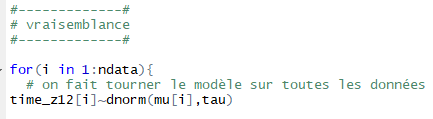 #-------------#
# vraisemblance
#-------------#
for(i in 1:ndata){
# on fait tourner le modèle sur toutes les données
time_z12[i]~dnorm(mu[i],tau)